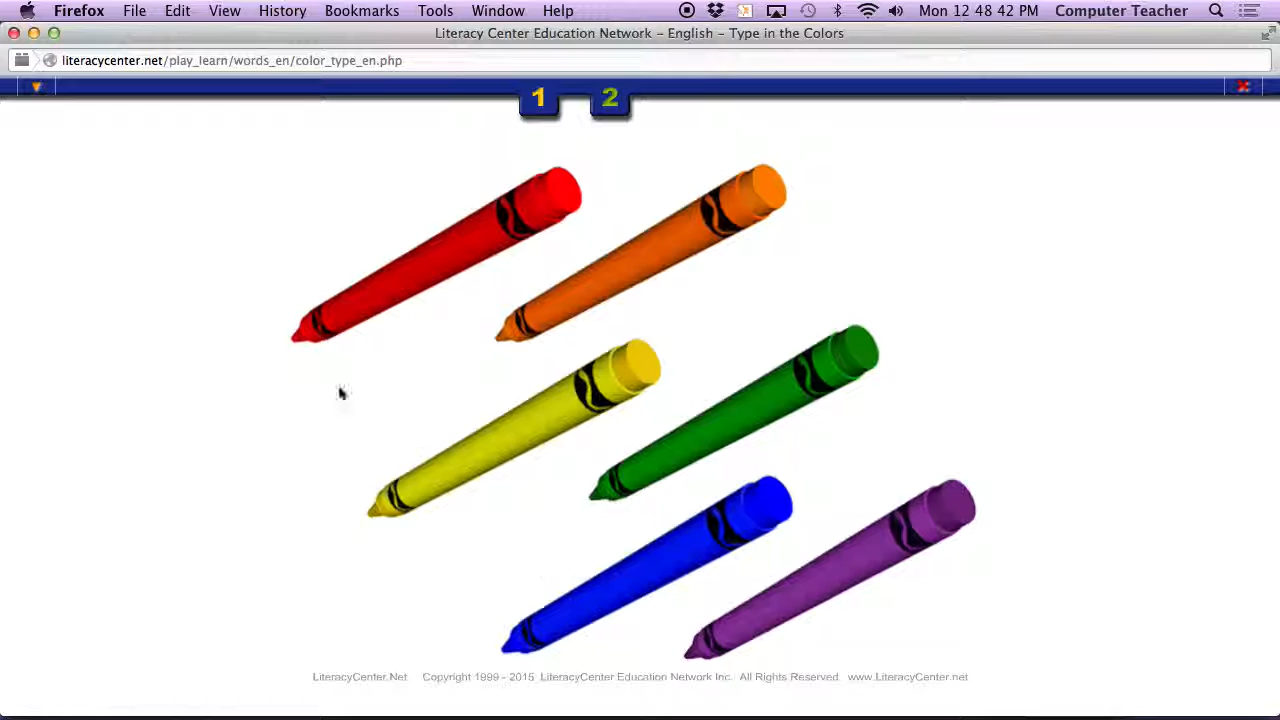 Firefox File Edit View History Bookmarks Tools Window Help Mon 12 48 42 PM Computer Teacher
Literacy Center Education Network – English – Type in the Colors
literacycenter.net/play_learn/words_en/color_type_en.php
1 2
LiteracyCenter.Net Copyright 1999 - 2015 LiteracyCenter Education Network Inc. All Rights Reserved. www.LiteracyCenter.net